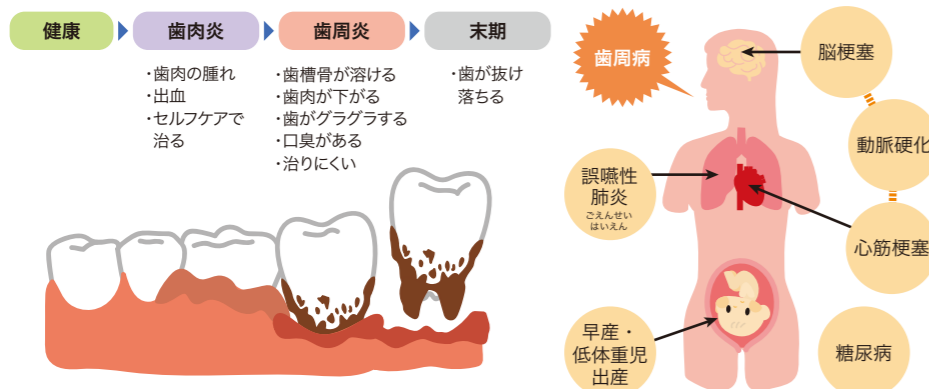 健康
歯肉炎
歯周炎
末期
・歯肉の腫れ
・出血
・セルフケアで
治る
・歯槽骨が溶ける
・歯肉が下がる
・歯がグラグラする
・口臭がある
・治りにくい
・歯が抜け
落ちる
歯周病
脳梗塞
動脈硬化
心筋梗塞
誤嚥性
肺炎
ごえんせい
はいえん
早産・
低体重児
出産
糖尿病